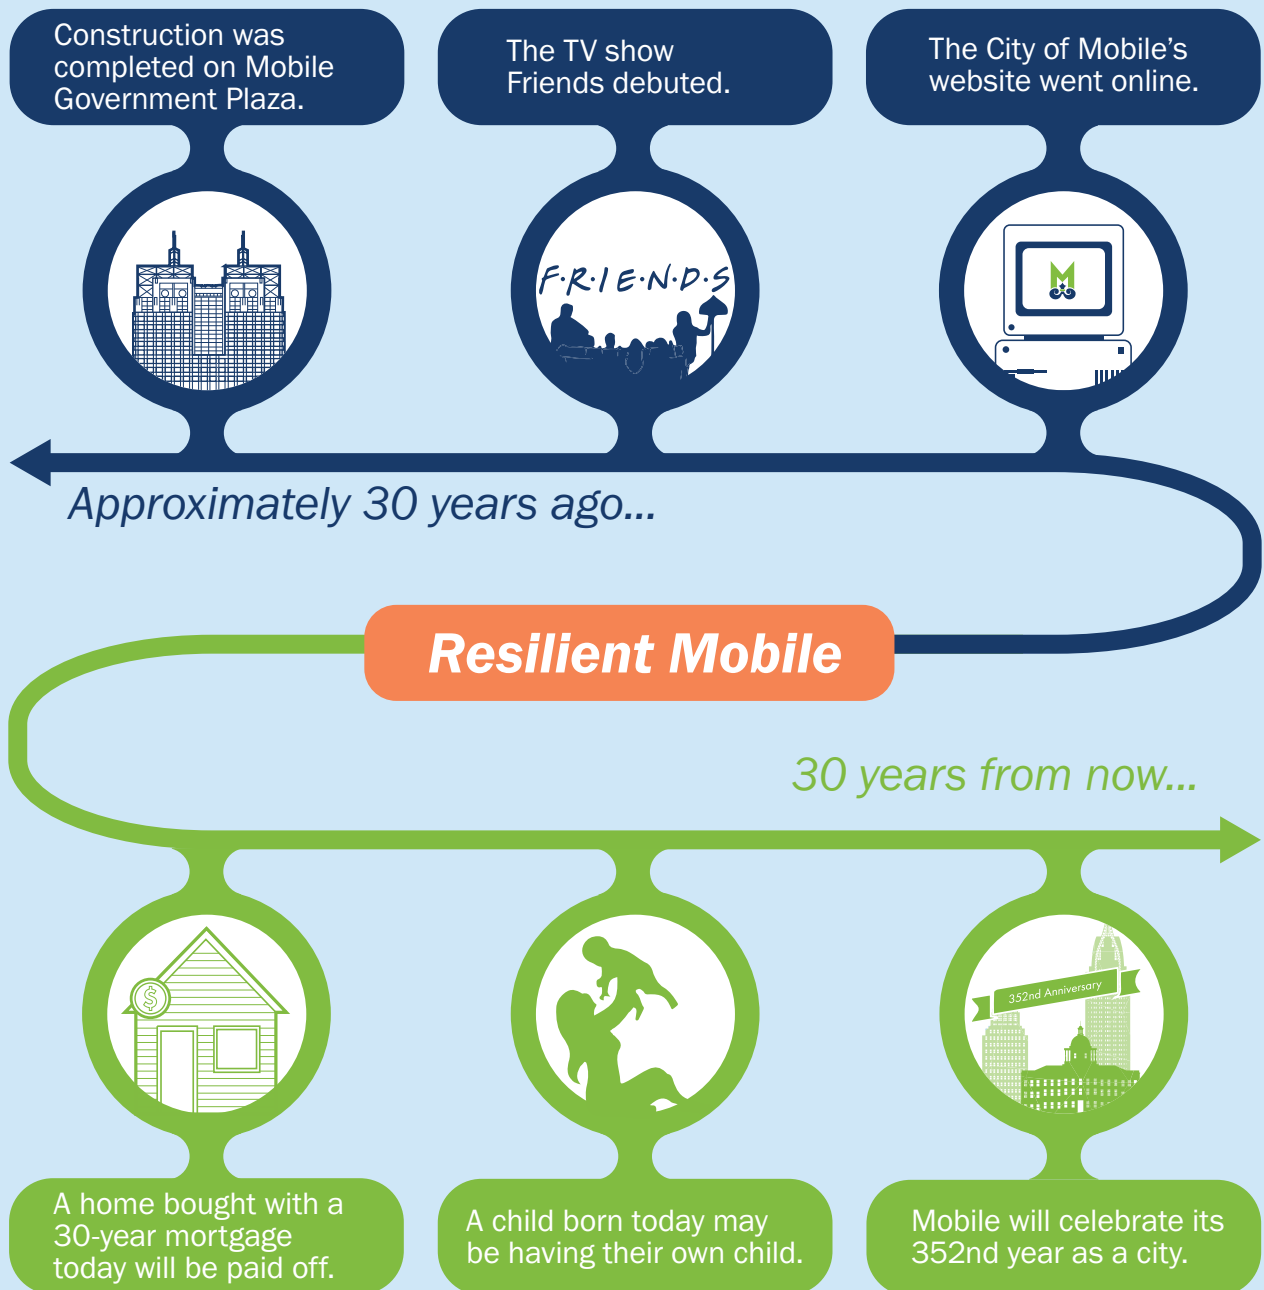 Construction was
completed on Mobile
Government Plaza.
The TV show
Friends debuted.
The City of Mobile's
website went online.
F·R·I·E·N·D·S
M
Approximately 30 years ago...
Resilient Mobile
30 years from now...
$
352nd Anniversary
A home bought with a
30-year mortgage
today will be paid off.
A child born today may
be having their own child.
Mobile will celebrate its
352nd year as a city.